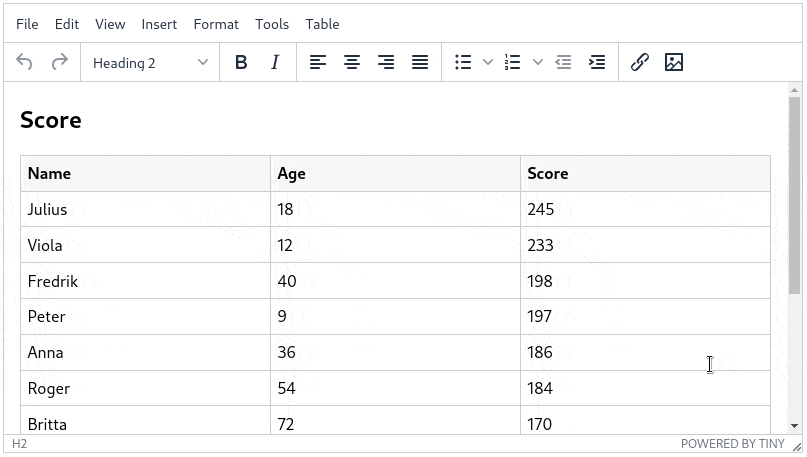 File Edit View Insert Format Tools Table
Heading 2 B I
Score
Name Age Score
Julius 18 245
Viola 12 233
Fredrik 40 198
Peter 9 197
Anna 36 186
Roger 54 184
Britta 72 170
H2 POWERED BY TINY